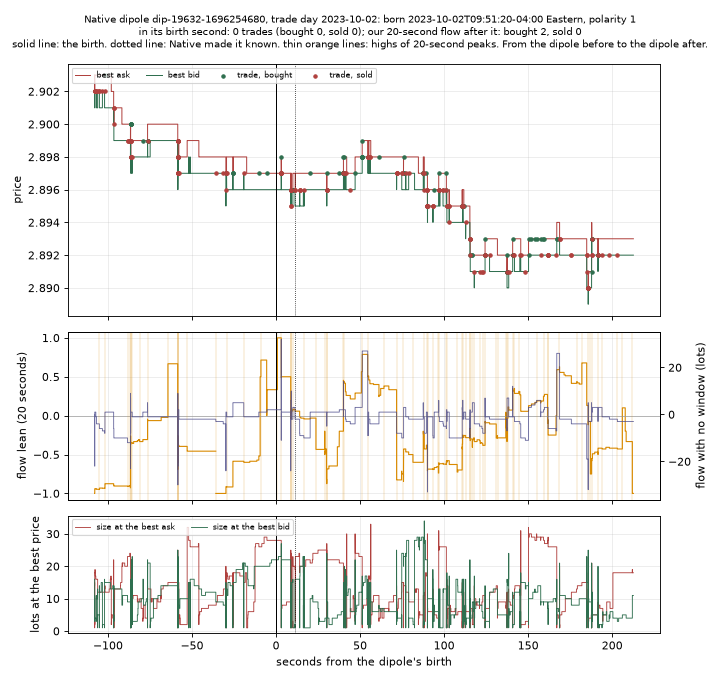 Native dipole dip-19632-1696254680, trade day 2023-10-02: born 2023-10-02T09:51:20-04:00 Eastern, polarity 1
in its birth second: 0 trades (bought 0, sold 0); our 20-second flow after it: bought 2, sold 0
solid line: the birth. dotted line: Native made it known. thin orange lines: highs of 20-second peaks. From the dipole before to the dipole after.
best ask
best bid
trade, bought
trade, sold
2.902
2.900
2.898
2.896
2.894
2.892
2.890
price
1.0
0.5
0.0
−0.5
−1.0
flow lean (20 seconds)
20
0
−20
flow with no window (lots)
size at the best ask
size at the best bid
30
20
10
0
lots at the best price
−100
−50
0
50
100
150
200
seconds from the dipole's birth